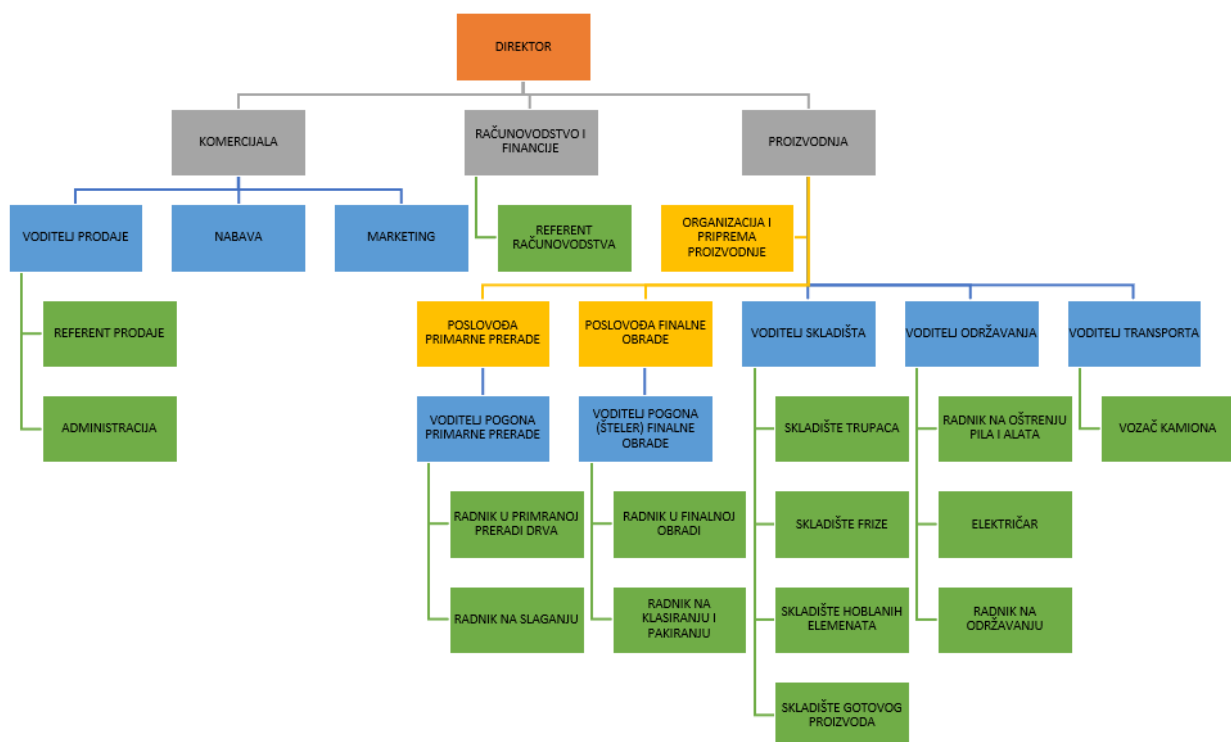 DIREKTOR
KOMERCIJALA
RAČUNOVODSTVO I
FINANCIJE
PROIZVODNJA
VODITELJ PRODAJE
NABAVA
MARKETING
REFERENT
RAČUNOVODSTVA
ORGANIZACIJA I
PRIPREMA
PROIZVODNJE
REFERENT PRODAJE
ADMINISTRACIJA
POSLOVOĐA
PRIMARNE PRERADE
POSLOVOĐA FINALNE
OBRADE
VODITELJ SKLADIŠTA
VODITELJ ODRŽAVANJA
VODITELJ TRANSPORTA
VODITELJ POGONA
PRIMARNE PRERADE
VODITELJ POGONA
(ŠTELER) FINALNE
OBRADE
SKLADIŠTE TRUPACA
RADNIK NA OŠTRENJU
PILA I ALATA
VOZAČ KAMIONA
RADNIK U PRIMRANOJ
PRERADI DRVA
RADNIK U FINALNOJ
OBRADI
SKLADIŠTE FRIZE
ELEKTRIČAR
RADNIK NA SLAGANJU
RADNIK NA
KLASIRANJU I
PAKIRANJU
SKLADIŠTE HOBLANIH
ELEMENATA
RADNIK NA
ODRŽAVANJU
SKLADIŠTE GOTOVOG
PROIZVODA